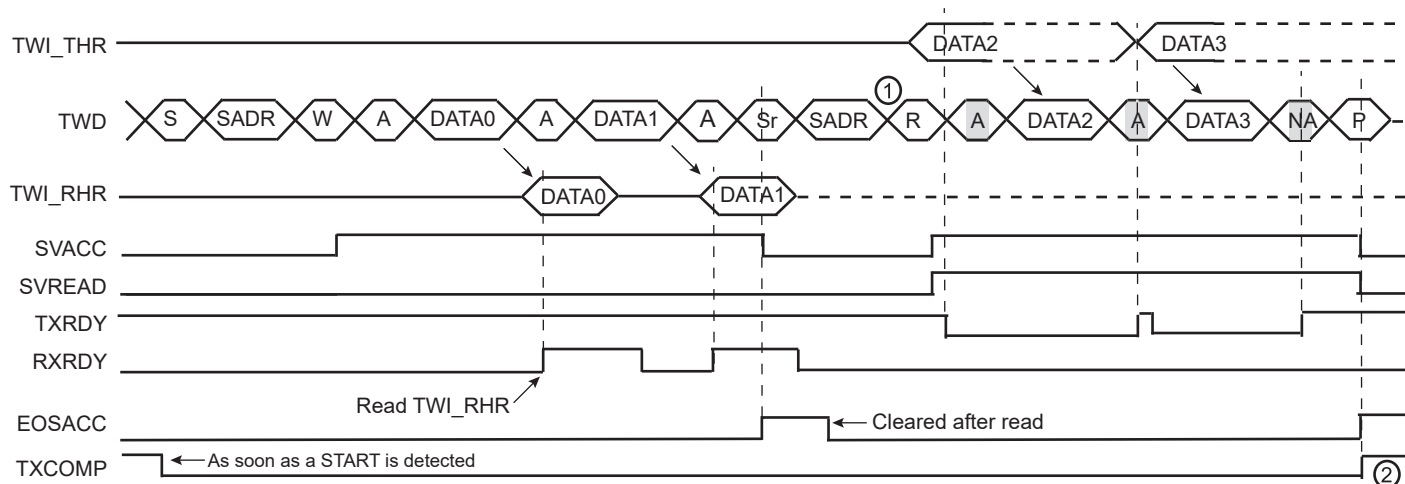 TWI_THR DATA2 DATA3
①
TWD S SADR W A DATA0 A DATA1 A Sr SADR R A DATA2 A DATA3 NA P
TWI_RHR DATA0 DATA1
SVACC
SVREAD
TXRDY
RXRDY
Read TWI_RHR
EOSACC Cleared after read
TXCOMP As soon as a START is detected ②